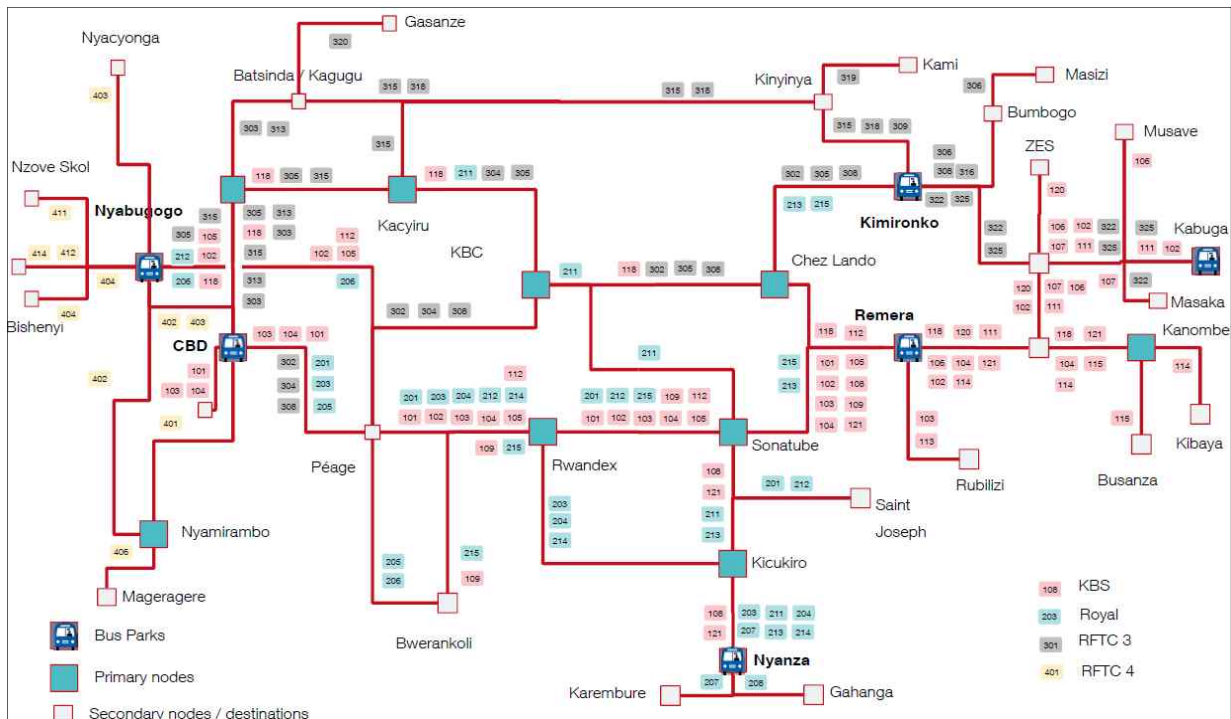 Gasanze
Nyacyonga
320
Batsinda / Kagugu
Kinyinya
Kami
Masizi
319
306
403
315 318
315 318
Bumbogo
Musave
ZES
303 313
315
315 318 309
Nzove Skol
306
308 316
106
118 305 315
118 211 304 305
302 305 308
120
411
Nyabugogo
315
305 313
213 215
322 325
Kabuga
Kacyiru
Kimironko
106 102 322
325
305 105
118 303
112
322
107 111 325
111 102
414 412
212 102
315
102 105
KBC
325
404
206 118
313
206
211
118 302 305 308
Chez Lando
120 107 106
107
322
404
303
102 111
Masaka
Bishenyi
302 304 308
Remera
Kanombe
402 403
CBD
103 104 101
118 112
118 120 111
118 121
211
215
101 105
106 104 121
104 115
114
101
302 201
213
102 108
102 114
114
402
103 104
304 203
112
103 109
308 205
201 203 204 212 214
201 212 215 109 112
104 121
103
401
101 102 103 104 105
101 102 103 104 105
113
115
109 215
Sonatube
Kibaya
Péage
Rwandex
108
201 212
Rubilizi
Busanza
121
Saint
203
211
Joseph
Nyamirambo
204
213
214
406
Kicukiro
205
215
206
109
Mageragere
108 203 211 204
108 KBS
121 207 213 214
203 Royal
Bus Parks
Bwerankoli
Nyanza
301 RFTC 3
Primary nodes
207 208
401 RFTC 4
Karembure
Gahanga
Secondary nodes / destinations